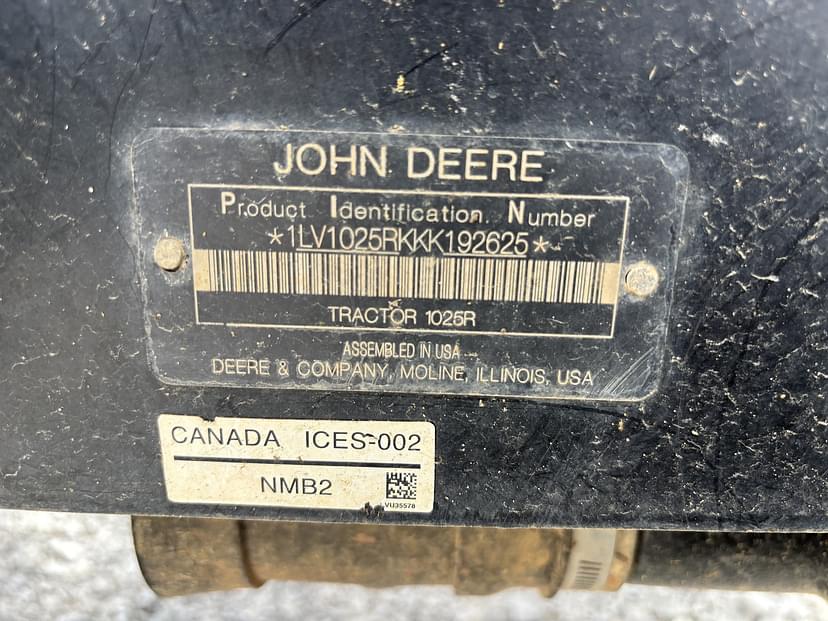 JOHN DEERE
Product Identification Number
*1LV1025RKKK192625*
TRACTOR 1025R
ASSEMBLED IN USA
DEERE & COMPANY, MOLINE, ILLINOIS, USA
CANADA ICES-002
NMB2
VU35578